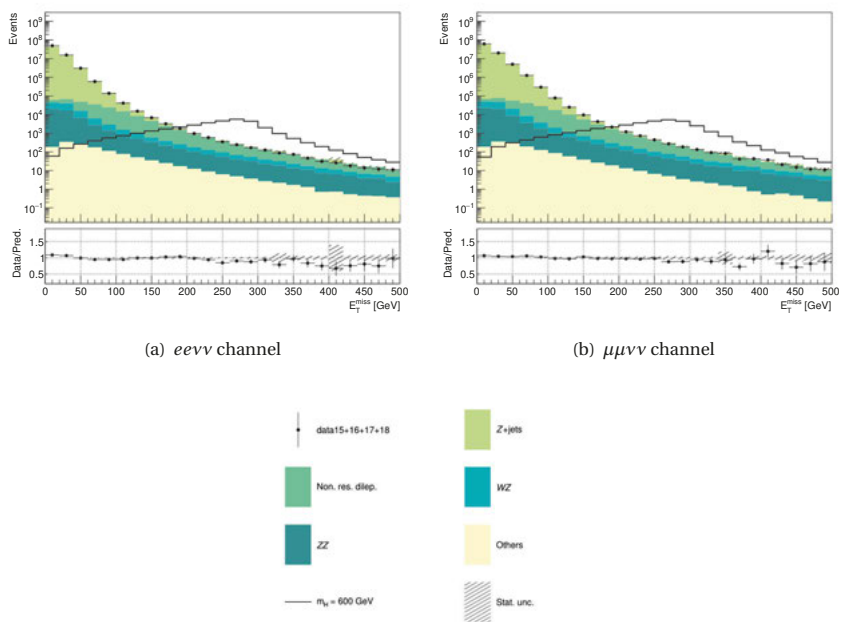 Events
10⁹
10⁸
10⁷
10⁶
10⁵
10⁴
10³
10²
10
1
10⁻¹
Data/Pred.
1.5
1
0.5
0 50 100 150 200 250 300 350 400 450 500
E_T^miss [GeV]
(a) eeνν channel
Events
10⁹
10⁸
10⁷
10⁶
10⁵
10⁴
10³
10²
10
1
10⁻¹
Data/Pred.
1.5
1
0.5
0 50 100 150 200 250 300 350 400 450 500
E_T^miss [GeV]
(b) μμνν channel
data15+16+17+18
Z+jets
Non. res. dilep.
WZ
ZZ
Others
m_H = 600 GeV
Stat. unc.